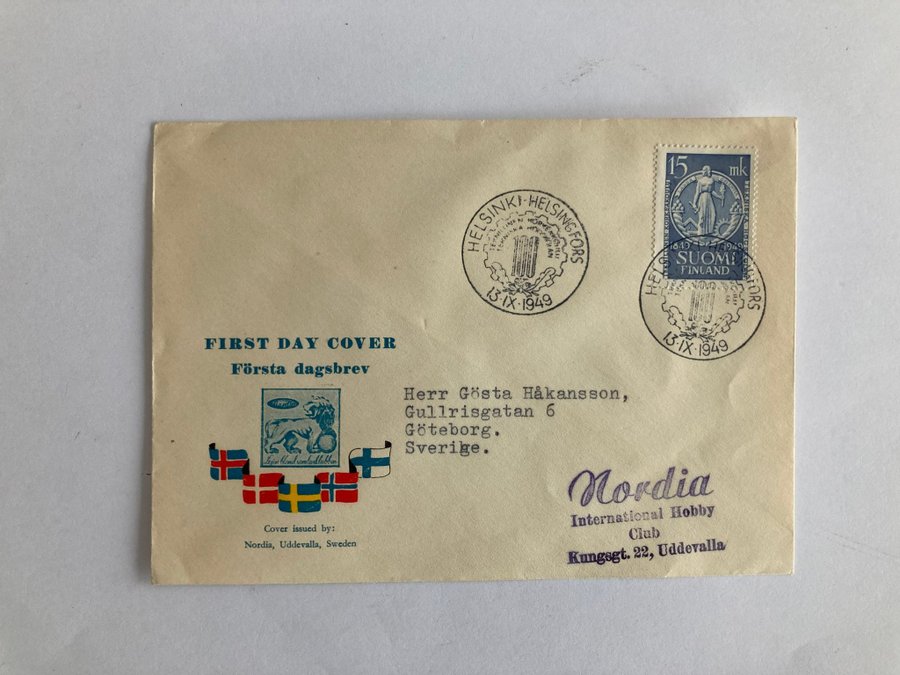 15 mk
1849 1949
SUOMI
FINLAND
HELSINKI-HELSINGFORS
13·IX·1949
HELSINKI-HELSINGFORS
13·IX·1949
FIRST DAY COVER
Första dagsbrev
Herr Gösta Håkansson,
Gullrisgatan 6
Göteborg.
Sverige.
Cover issued by:
Nordia, Uddevalla, Sweden
Nordia
International Hobby
Club
Kungsgt. 22, Uddevalla